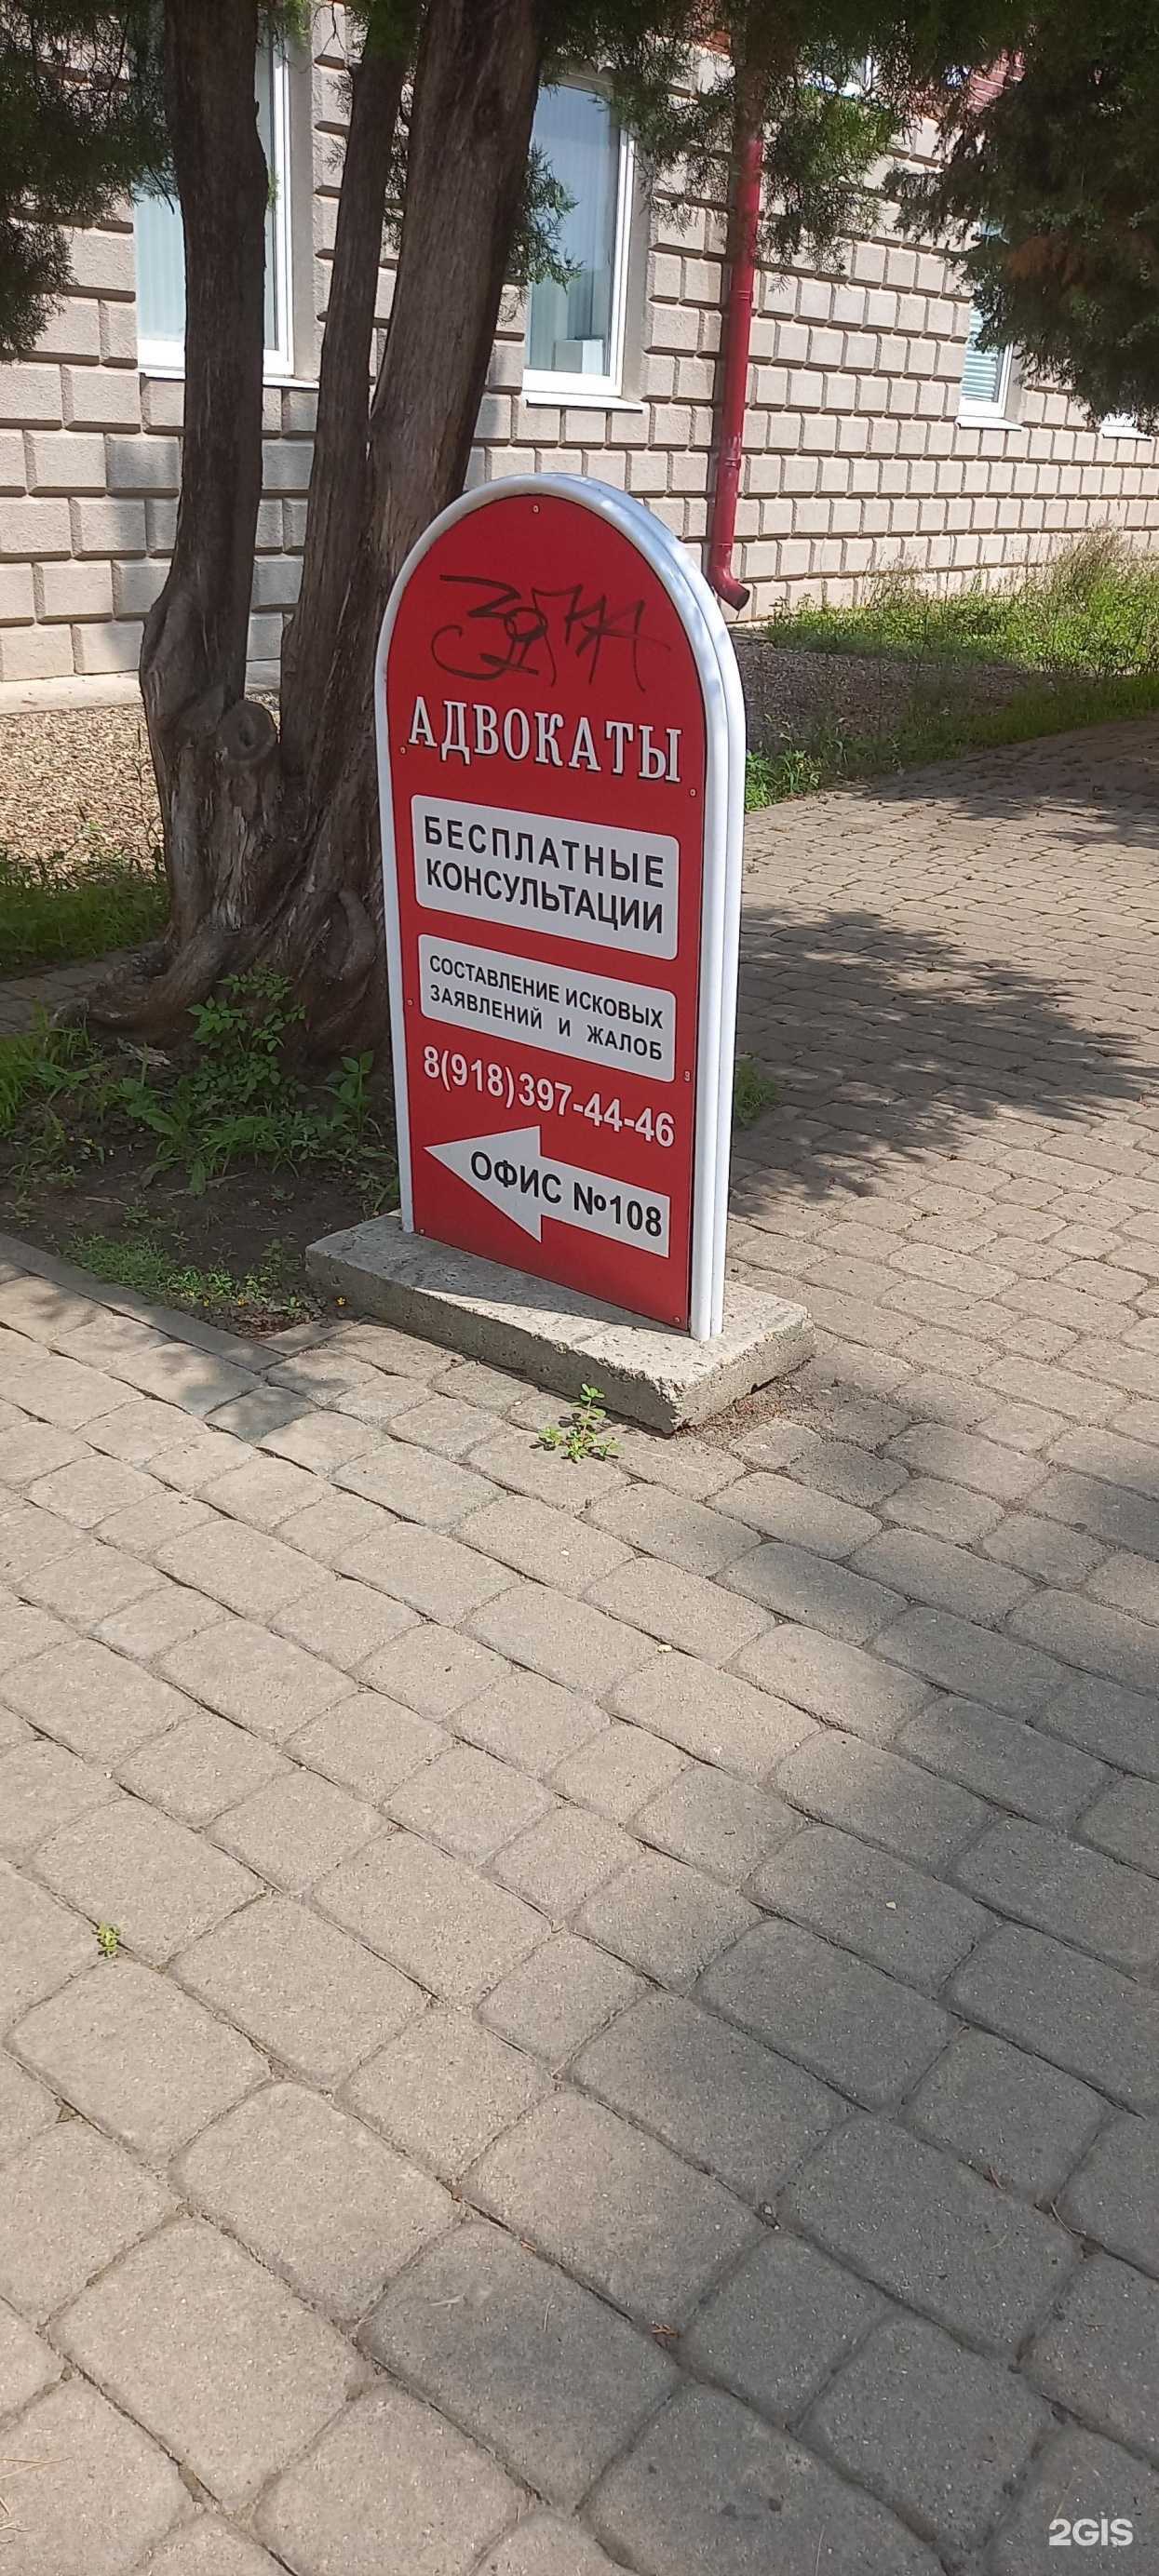 АДВОКАТЫ
БЕСПЛАТНЫЕ
КОНСУЛЬТАЦИИ
СОСТАВЛЕНИЕ ИСКОВЫХ
ЗАЯВЛЕНИЙ И ЖАЛОБ
8(918)397-44-46
ОФИС №108
2GIS